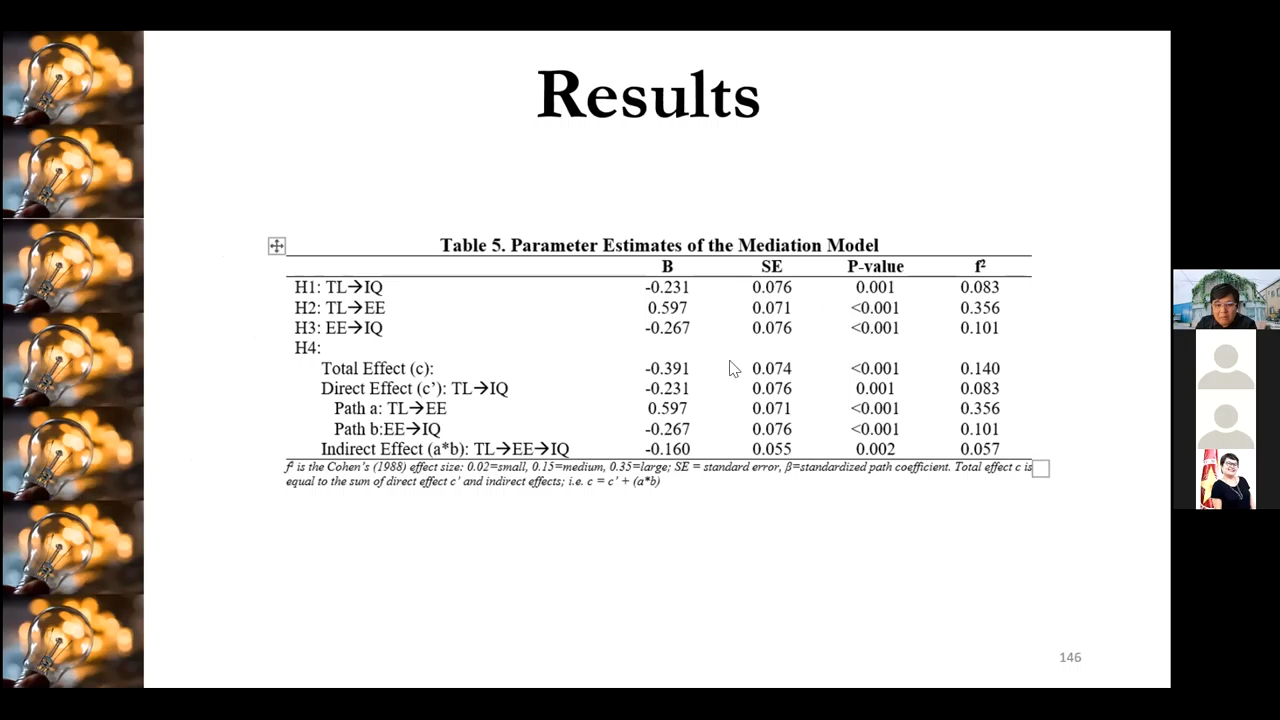 Results
Table 5. Parameter Estimates of the Mediation Model
B SE P-value f²
H1: TL→IQ -0.231 0.076 0.001 0.083
H2: TL→EE 0.597 0.071 <0.001 0.356
H3: EE→IQ -0.267 0.076 <0.001 0.101
H4:
Total Effect (c): -0.391 0.074 <0.001 0.140
Direct Effect (c’): TL→IQ -0.231 0.076 0.001 0.083
Path a: TL→EE 0.597 0.071 <0.001 0.356
Path b:EE→IQ -0.267 0.076 <0.001 0.101
Indirect Effect (a*b): TL→EE→IQ -0.160 0.055 0.002 0.057
f² is the Cohen’s (1988) effect size: 0.02=small, 0.15=medium, 0.35=large; SE = standard error, β=standardized path coefficient. Total effect c is
equal to the sum of direct effect c’ and indirect effects; i.e. c = c’ + (a*b)
146